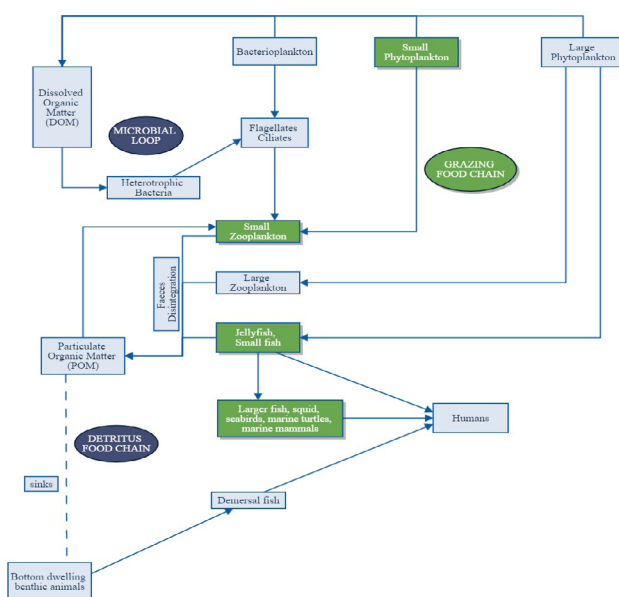 Bacterioplankton
Small
Phytoplankton
Large
Phytoplankton
Dissolved
Organic
Matter
(DOM)
MICROBIAL
LOOP
Flagellates
Ciliates
GRAZING
FOOD CHAIN
Heterotrophic
Bacteria
Small
Zooplankton
Faeces
Disintegration
Large
Zooplankton
Jellyfish,
Small fish
Particulate
Organic Matter
(POM)
Larger fish, squid,
seabirds, marine turtles,
marine mammals
Humans
DETRITUS
FOOD CHAIN
sinks
Demersal fish
Bottom dwelling
benthic animals